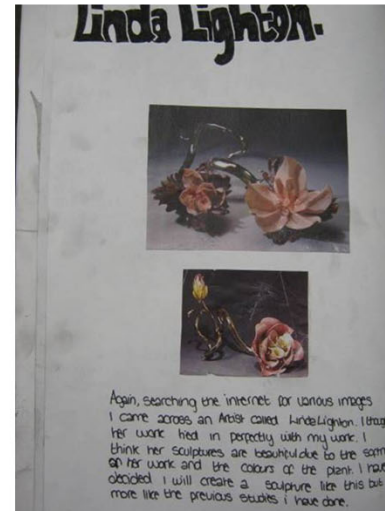 Linda Lighton.
Again, searching the internet for various images
I came across an Artist called Linda Lighton. I thoug
her work tied in perfectly with my work. I
think her sculptures are beautiful due to the
on her work and the colours of the plant. I have
decided I will create a sculpture like this but
more like the previous studies i have done.